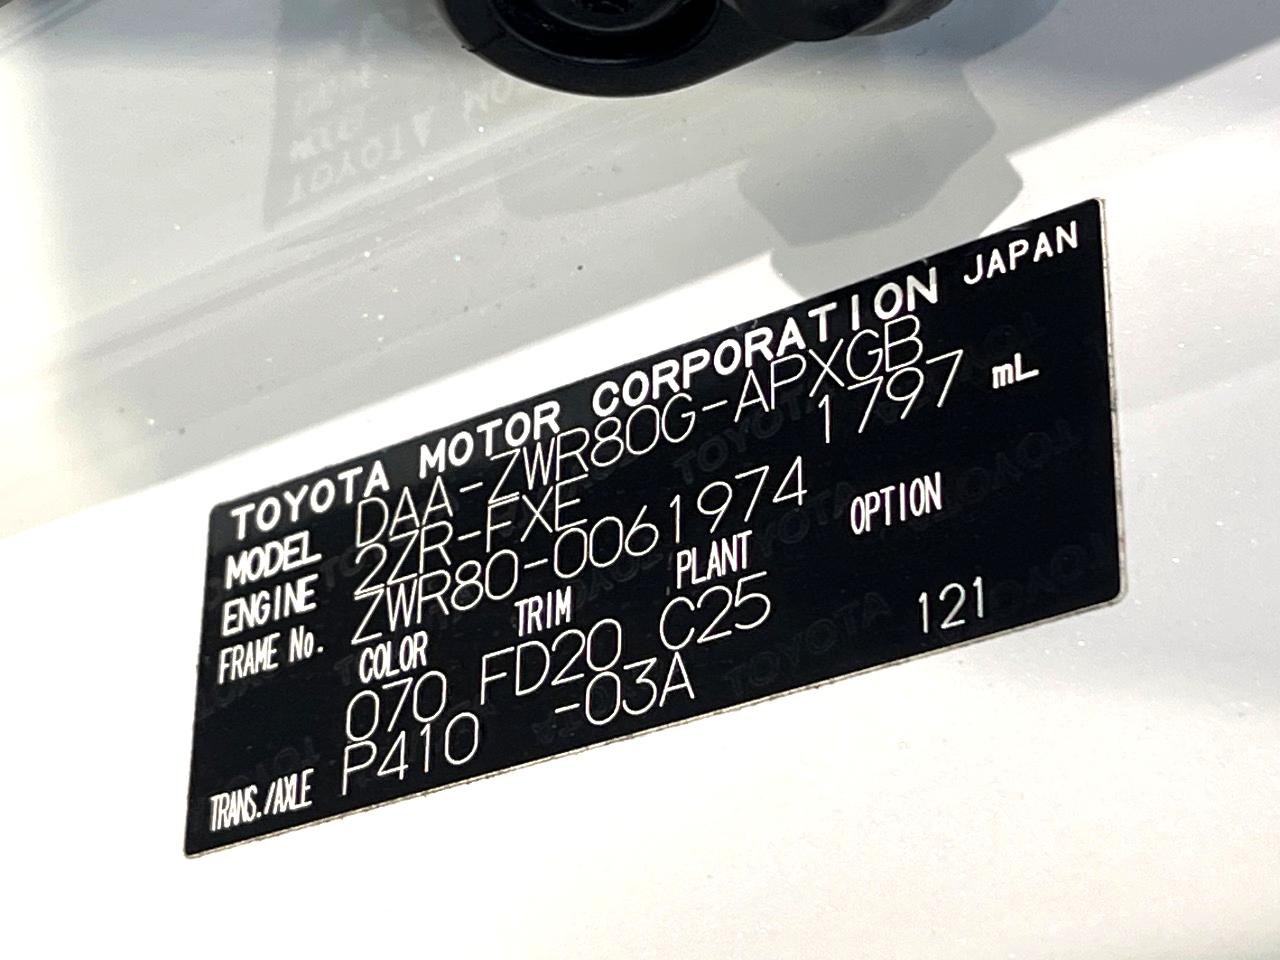 TOYOTA MOTOR CORPORATION JAPAN
MODEL DAA-ZWR80G-APXGB
ENGINE 2ZR-FXE 1797 mL
FRAME No. ZWR80-0061974
COLOR TRIM PLANT OPTION
070 FD20 C25 121
TRANS./AXLE P410 -03A